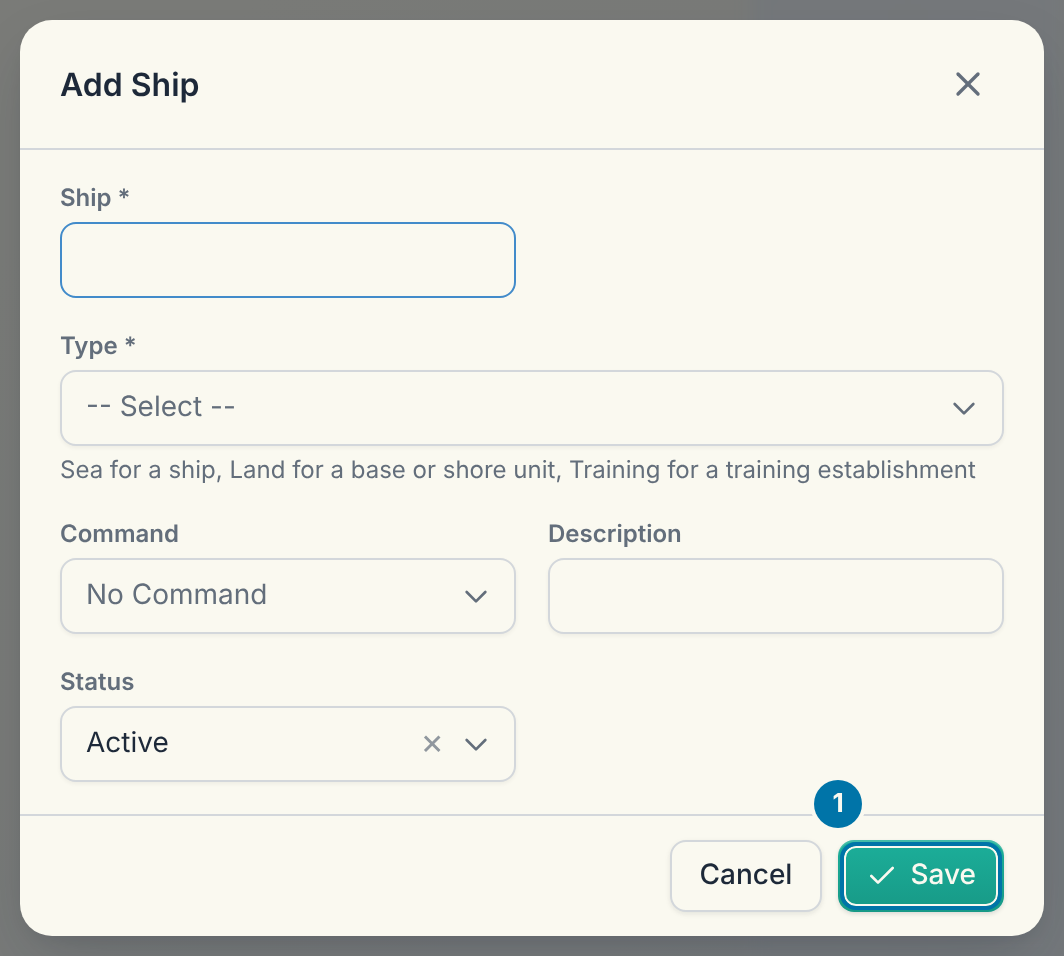 Add Ship
Ship *
Type *
-- Select --
Sea for a ship, Land for a base or shore unit, Training for a training establishment
Command
Description
No Command
Status
Active
1
Cancel
Save